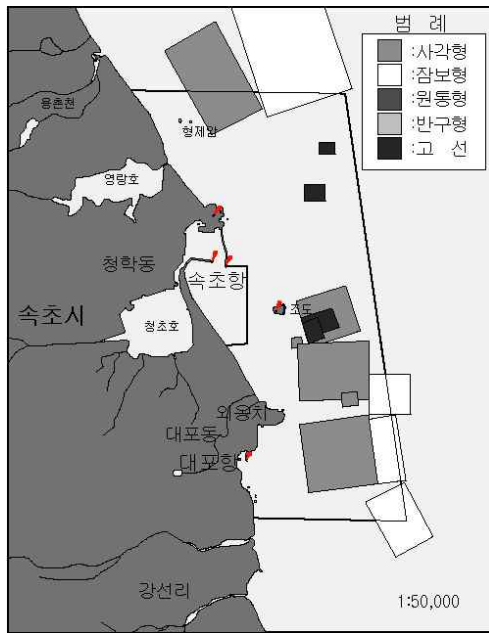 범 례
:사각형
:잠보형
:원통형
:반구형
:고 선
용촌천
형제암
영랑호
청학동
속초항
속초시
청초호
조도
외옹치
대포동
대포항
강선리
1:50,000